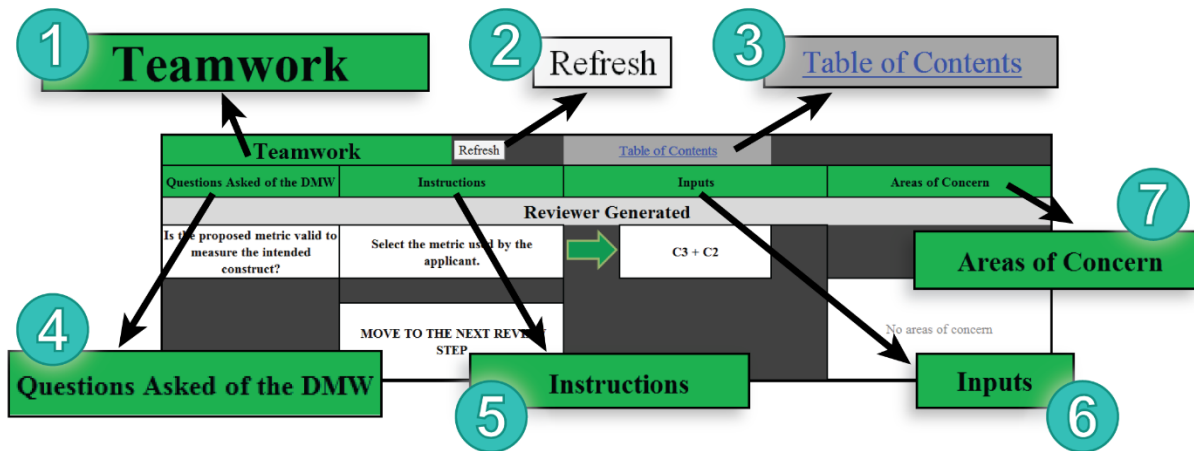 1
Teamwork
2
Refresh
3
Table of Contents
Teamwork
Refresh
Table of Contents
Questions Asked of the DMW
Instructions
Inputs
Areas of Concern
Reviewer Generated
Is the proposed metric valid to
measure the intended
construct?
Select the metric used by the
applicant.
C3 + C2
7
Areas of Concern
MOVE TO THE NEXT REVIEW
STEP
No areas of concern
4
Questions Asked of the DMW
5
Instructions
Inputs
6